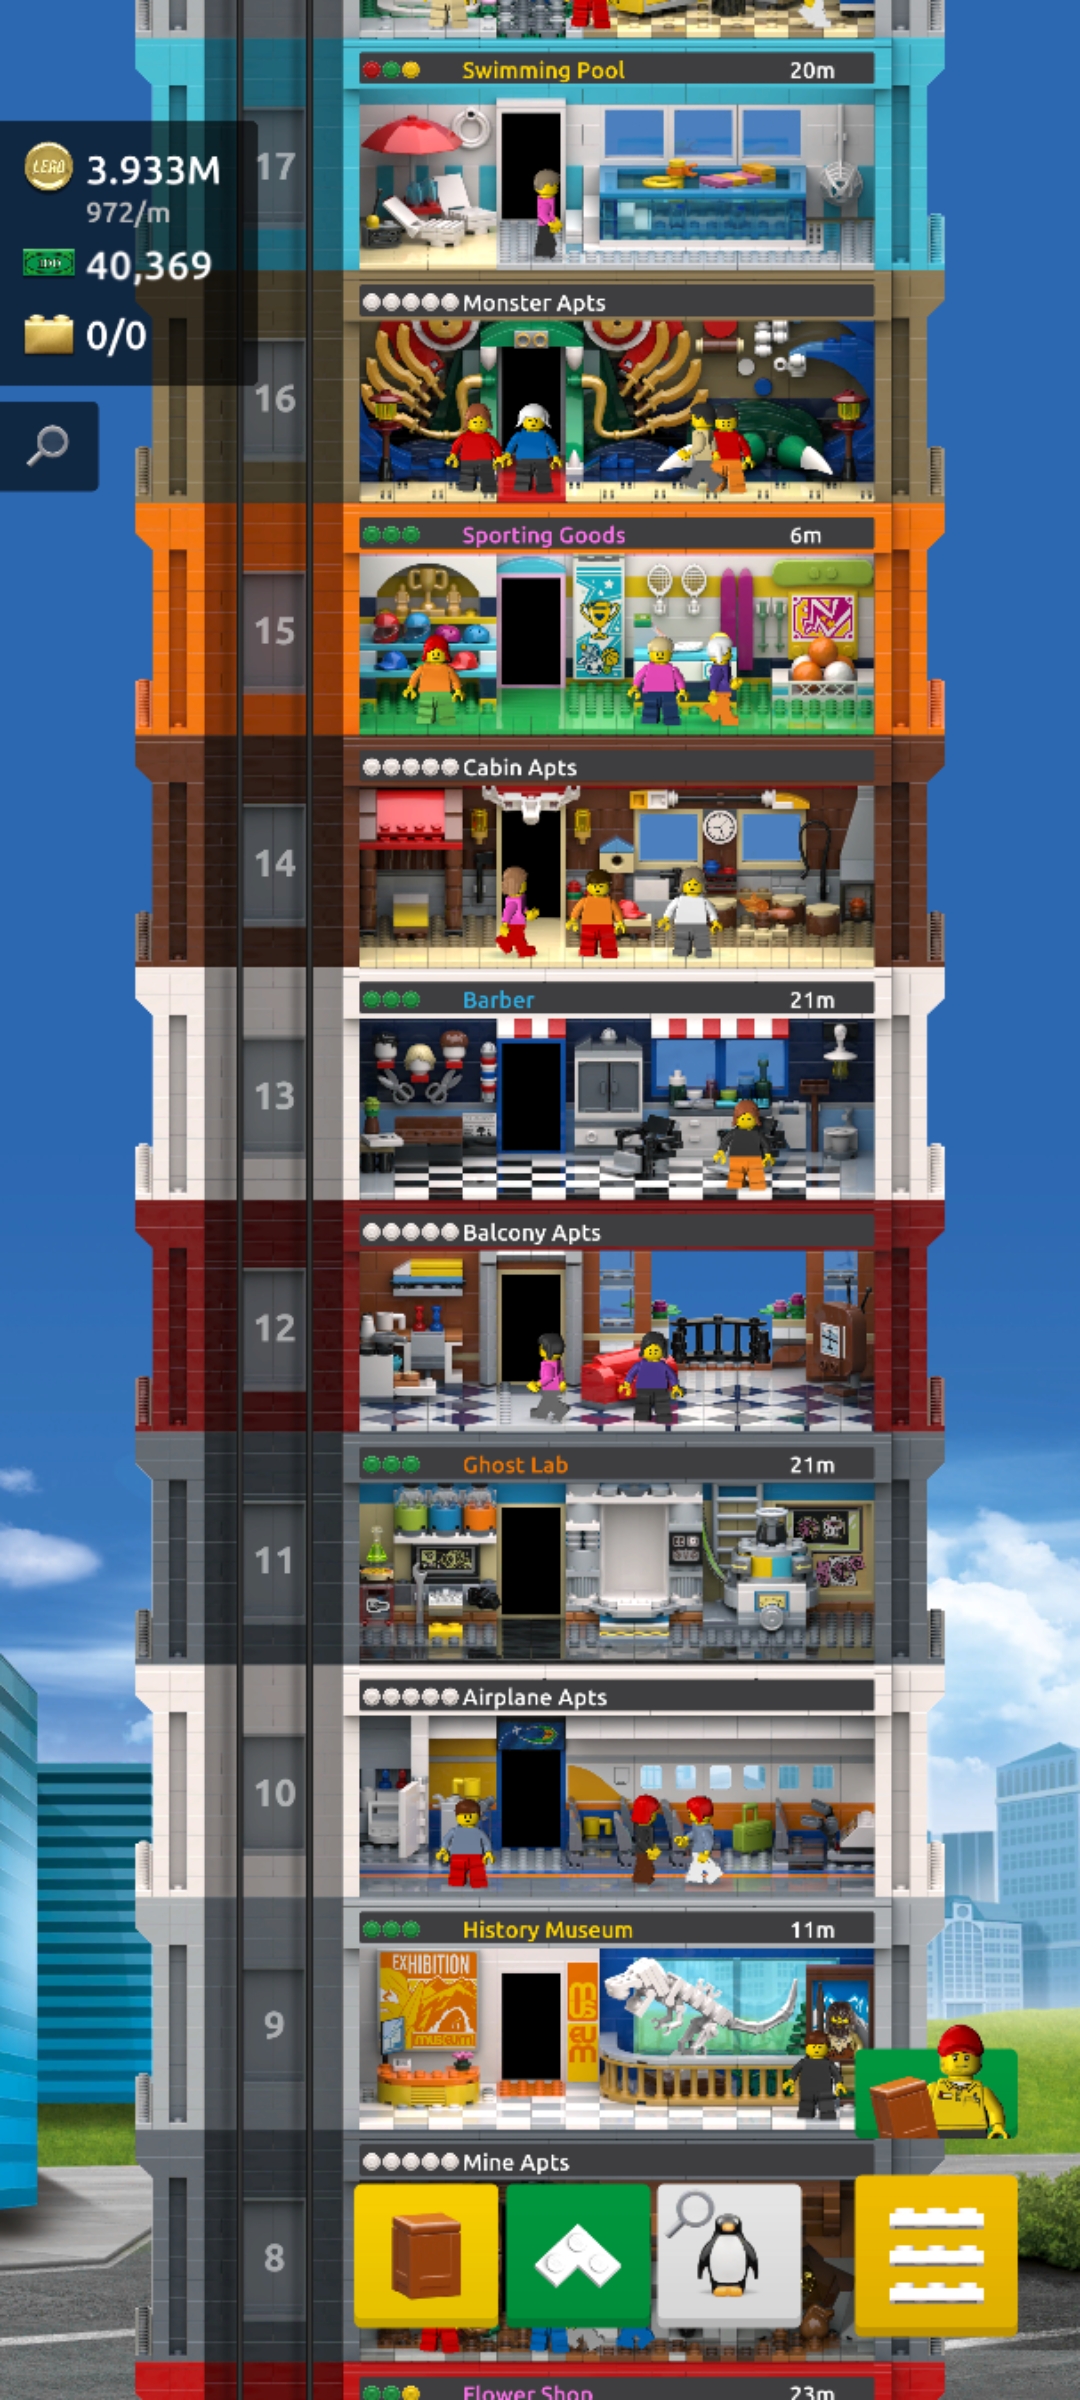 Swimming Pool 20m
17
LEGO 3.933M
972/m
40,369
0/0
Monster Apts
16
Sporting Goods 6m
15
Cabin Apts
14
Barber 21m
13
Balcony Apts
12
Ghost Lab 21m
11
Airplane Apts
10
History Museum 11m
EXHIBITION
MUSEUM
MUSEUM
9
Mine Apts
8
Flower Shop 23m